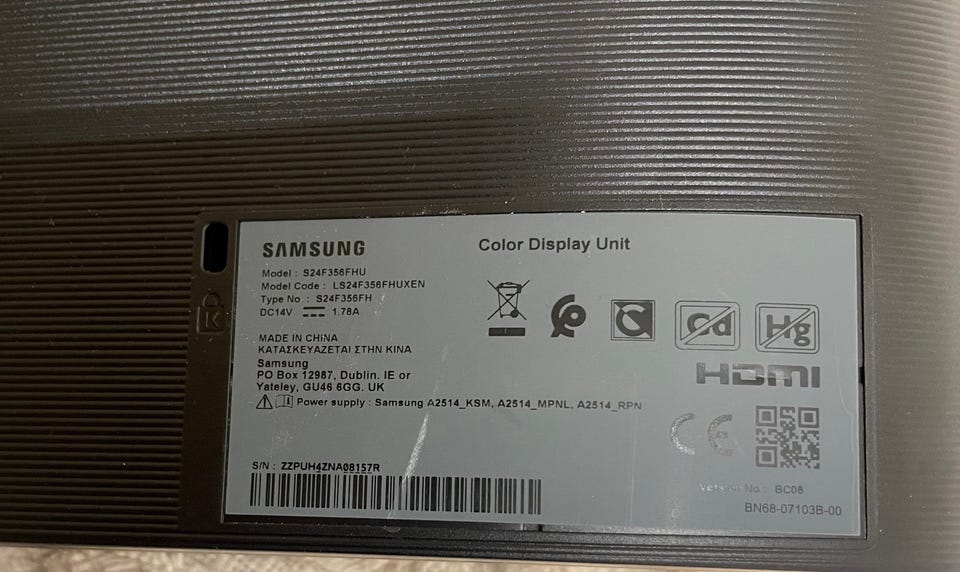 SAMSUNG
Color Display Unit
Model : S24F356FHU
Model Code : LS24F356FHUXEN
Type No : S24F356FH
DC14V 1.78A
MADE IN CHINA
ΚΑΤΑΣΚΕΥΑΖΕΤΑΙ ΣΤΗΝ ΚΙΝΑ
Samsung
PO Box 12987, Dublin. IE or
Yateley, GU46 6GG. UK
Power supply : Samsung A2514_KSM, A2514_MPNL, A2514_RPN
Cd
Hg
HDMI
CE
S/N : ZZPUH4ZNA08157R
Version No : BC08
BN68-07103B-00